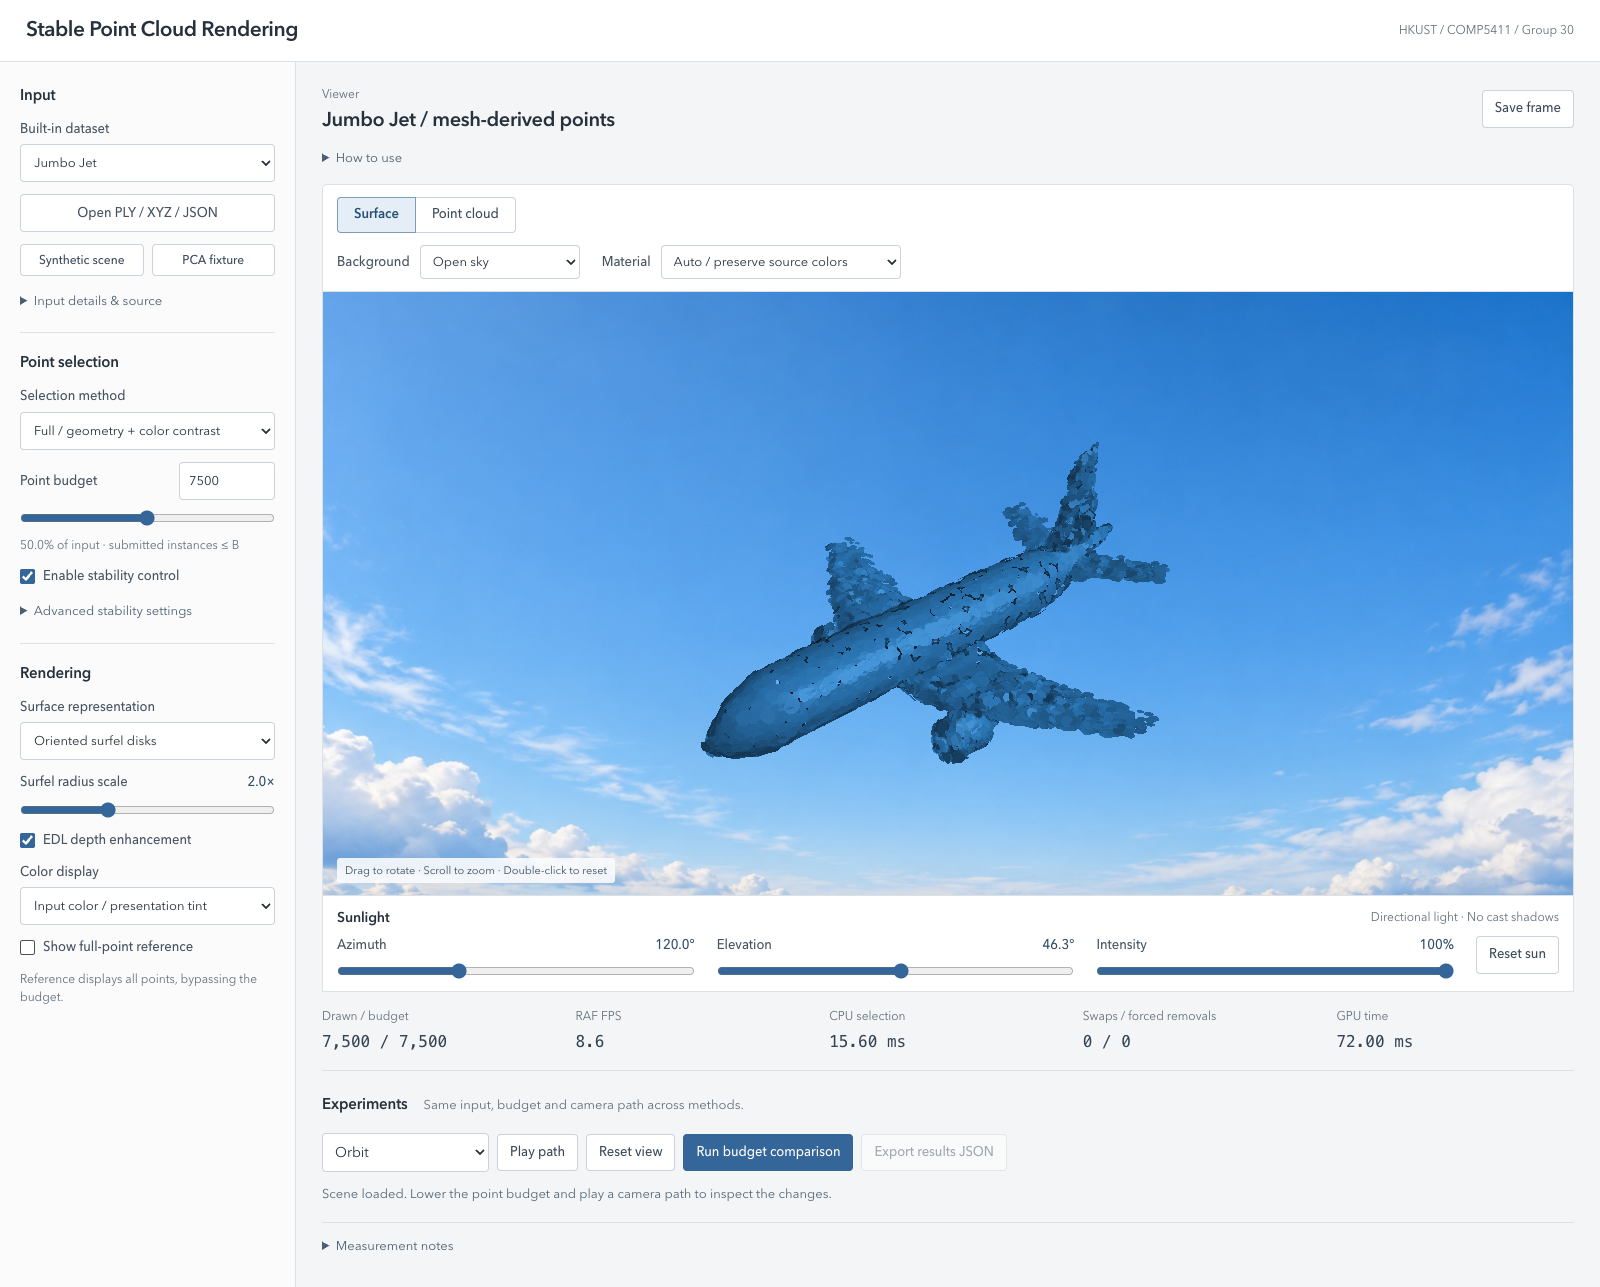 Stable Point Cloud Rendering
HKUST / COMP5411 / Group 30
Input
Built-in dataset
Jumbo Jet
Open PLY / XYZ / JSON
Synthetic scene
PCA fixture
Input details & source
Point selection
Selection method
Full / geometry + color contrast
Point budget
7500
50.0% of input · submitted instances ≤ B
Enable stability control
Advanced stability settings
Rendering
Surface representation
Oriented surfel disks
Surfel radius scale 2.0×
EDL depth enhancement
Color display
Input color / presentation tint
Show full-point reference
Reference displays all points, bypassing the
budget.
Viewer
Jumbo Jet / mesh-derived points
Save frame
How to use
Surface
Point cloud
Background
Open sky
Material
Auto / preserve source colors
Drag to rotate · Scroll to zoom · Double-click to reset
Sunlight
Directional light · No cast shadows
Azimuth 120.0°
Elevation 46.3°
Intensity 100%
Reset sun
Drawn / budget
7,500 / 7,500
RAF FPS
8.6
CPU selection
15.60 ms
Swaps / forced removals
0 / 0
GPU time
72.00 ms
Experiments
Same input, budget and camera path across methods.
Orbit
Play path
Reset view
Run budget comparison
Export results JSON
Scene loaded. Lower the point budget and play a camera path to inspect the changes.
Measurement notes